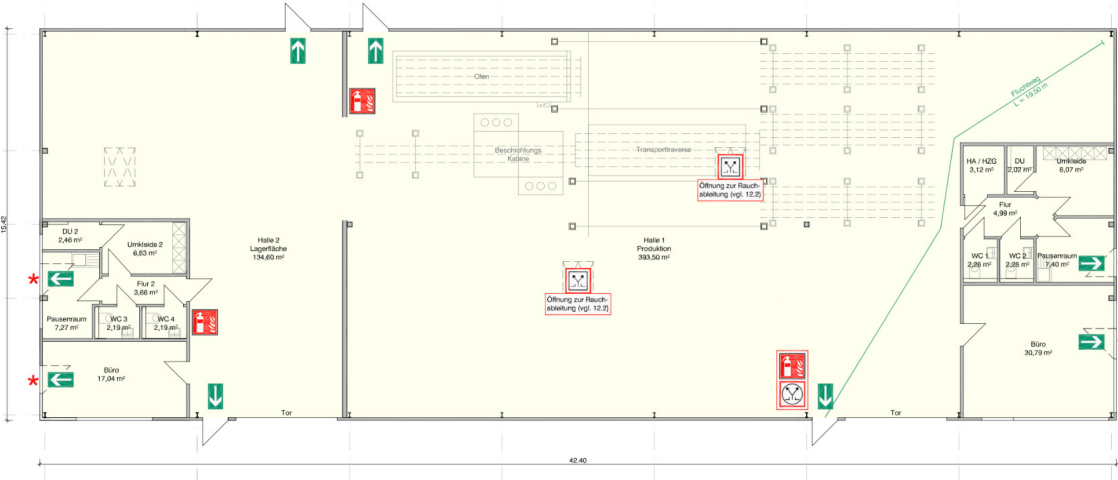 Ofen
Fluchtweg
L = 19,50 m
Beschichtungs
Kabine
Transporttraverse
Öffnung zur Rauch-
ableitung (vgl. 12.2)
HA / HZG
3,12 m²
DU
2,02 m²
Umkleide
6,07 m²
Flur
4,99 m²
15,42
DU 2
2,46 m²
Umkleide 2
6,63 m²
Halle 2
Lagerfläche
134,60 m²
Halle 1
Produktion
393,50 m²
WC 1
2,26 m²
WC 2
2,26 m²
Pausenraum
7,40 m²
*
Flur 2
3,66 m²
Öffnung zur Rauch-
ableitung (vgl. 12.2)
Pausenraum
7,27 m²
WC 3
2,19 m²
WC 4
2,19 m²
Büro
30,79 m²
*
Büro
17,04 m²
Tor
Tor
42.40